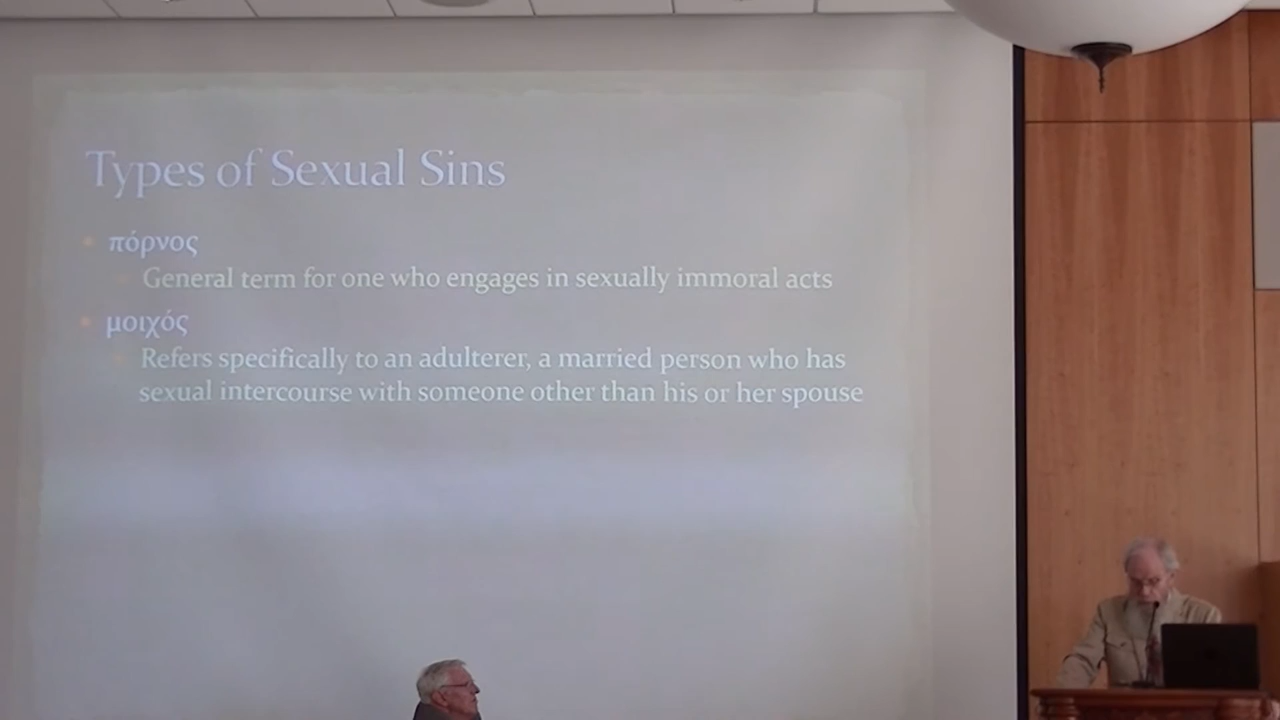 Types of Sexual Sins
πόρνος
General term for one who engages in sexually immoral acts
μοιχός
Refers specifically to an adulterer, a married person who has
sexual intercourse with someone other than his or her spouse